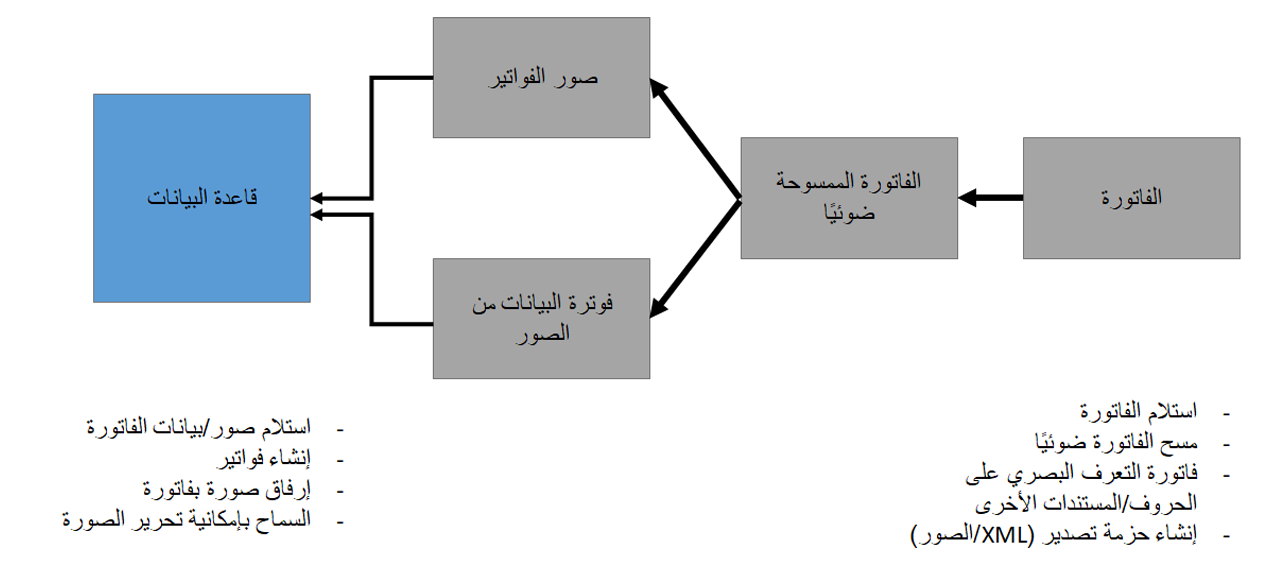 الفاتورة
الفاتورة الممسوحة
ضوئيًا
صور الفواتير
فوترة البيانات من
الصور
قاعدة البيانات
- استلام الفاتورة
- مسح الفاتورة ضوئيًا
- فاتورة التعرف البصري على
الحروف/المستندات الأخرى
- إنشاء حزمة تصدير (XML/الصور)
- استلام صور/بيانات الفاتورة
- إنشاء فواتير
- إرفاق صورة بفاتورة
- السماح بإمكانية تحرير الصورة